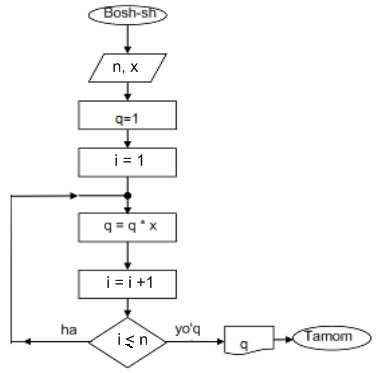 Bosh-sh
n, x
q=1
i = 1
q = q * x
i = i +1
ha
i ≤ n
yo'q
q
Tamom